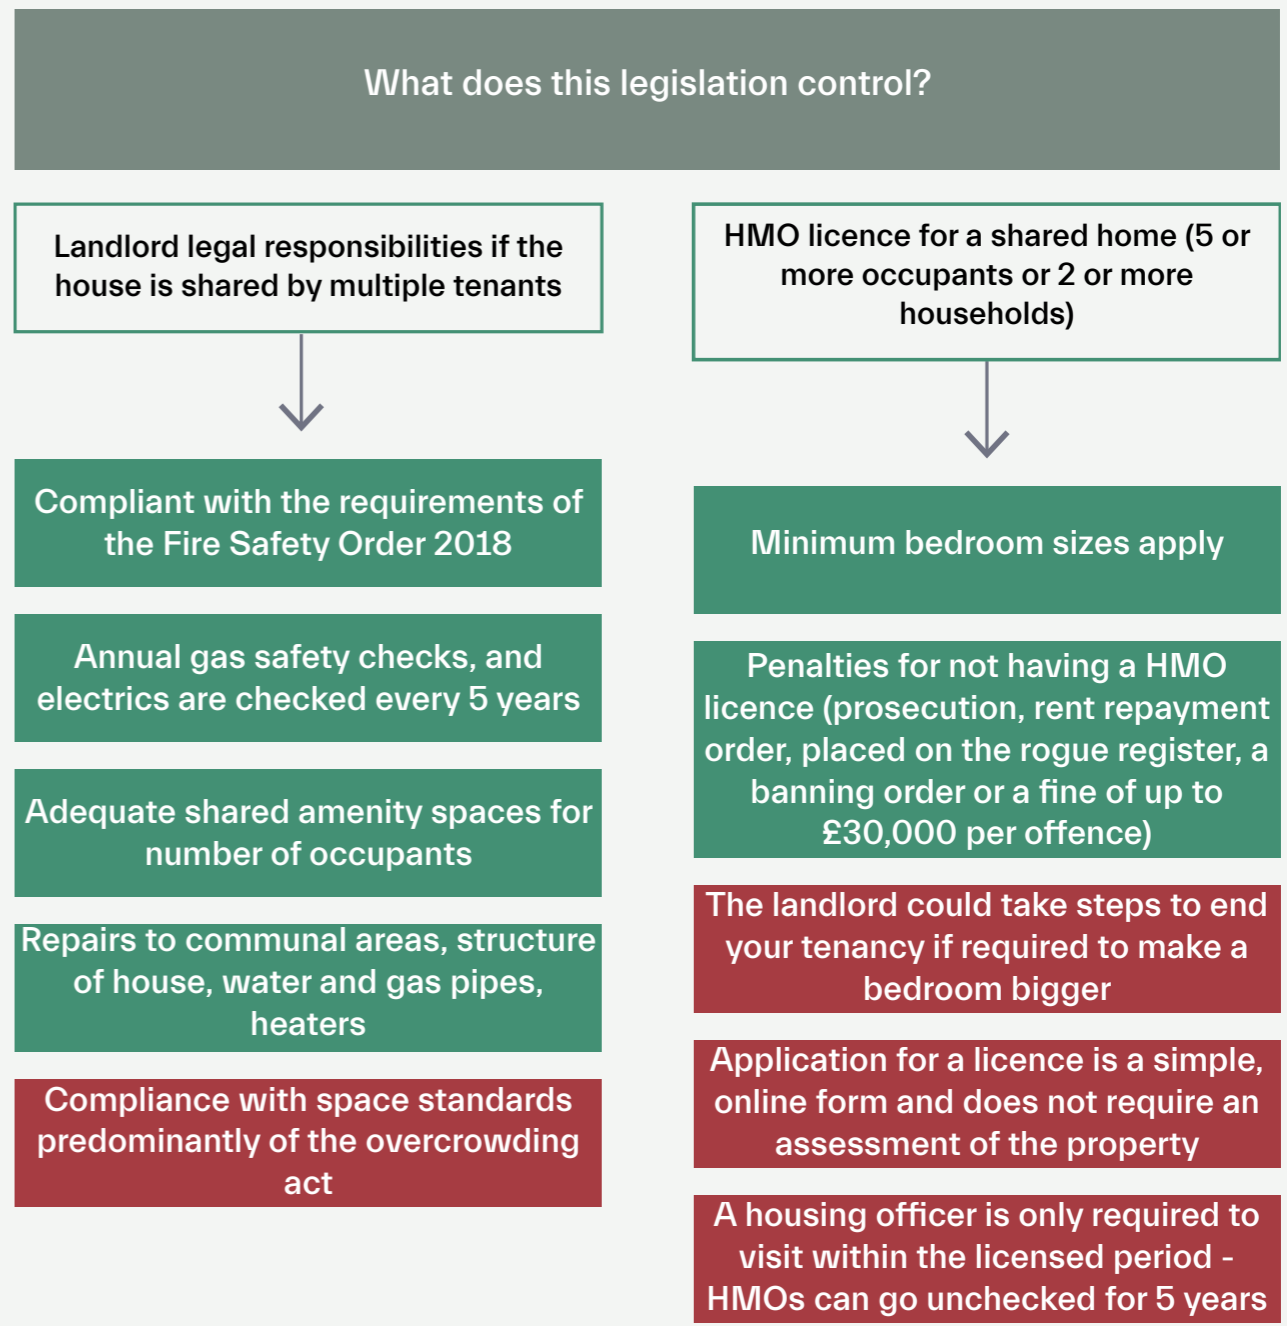 What does this legislation control?
Landlord legal responsibilities if the
house is shared by multiple tenants
Compliant with the requirements of
the Fire Safety Order 2018
Annual gas safety checks, and
electrics are checked every 5 years
Adequate shared amenity spaces for
number of occupants
Repairs to communal areas, structure
of house, water and gas pipes,
heaters
Compliance with space standards
predominantly of the overcrowding
act
HMO licence for a shared home (5 or
more occupants or 2 or more
households)
Minimum bedroom sizes apply
Penalties for not having a HMO
licence (prosecution, rent repayment
order, placed on the rogue register, a
banning order or a fine of up to
£30,000 per offence)
The landlord could take steps to end
your tenancy if required to make a
bedroom bigger
Application for a licence is a simple,
online form and does not require an
assessment of the property
A housing officer is only required to
visit within the licensed period -
HMOs can go unchecked for 5 years